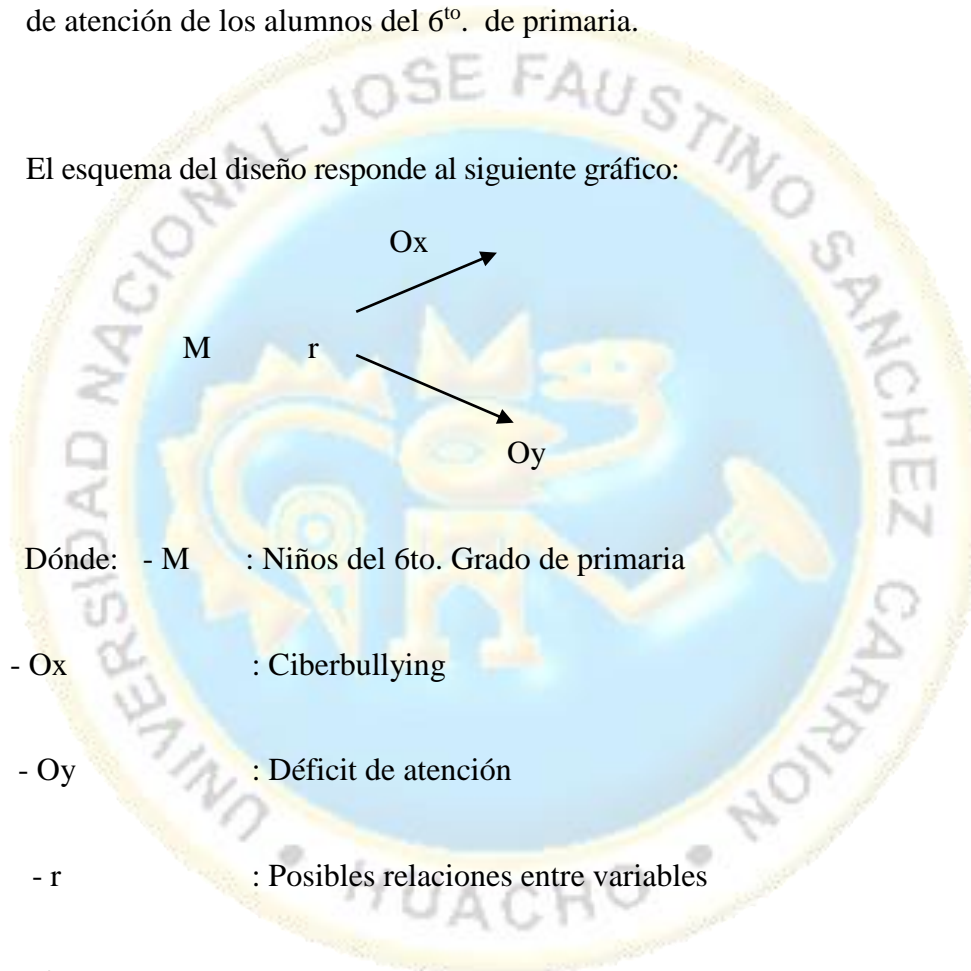 de atención de los alumnos del 6to. de primaria.
El esquema del diseño responde al siguiente gráfico:
Ox
M r
Oy
Dónde: - M : Niños del 6to. Grado de primaria
- Ox : Ciberbullying
- Oy : Déficit de atención
- r : Posibles relaciones entre variables
UNIVERSIDAD NACIONAL JOSE FAUSTINO SANCHEZ CARRION
• HUACHO •